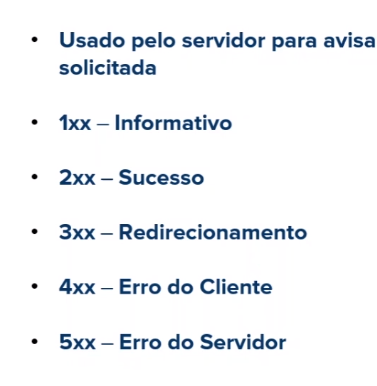 • Usado pelo servidor para avisa
solicitada
• 1xx – Informativo
• 2xx – Sucesso
• 3xx – Redirecionamento
• 4xx – Erro do Cliente
• 5xx – Erro do Servidor